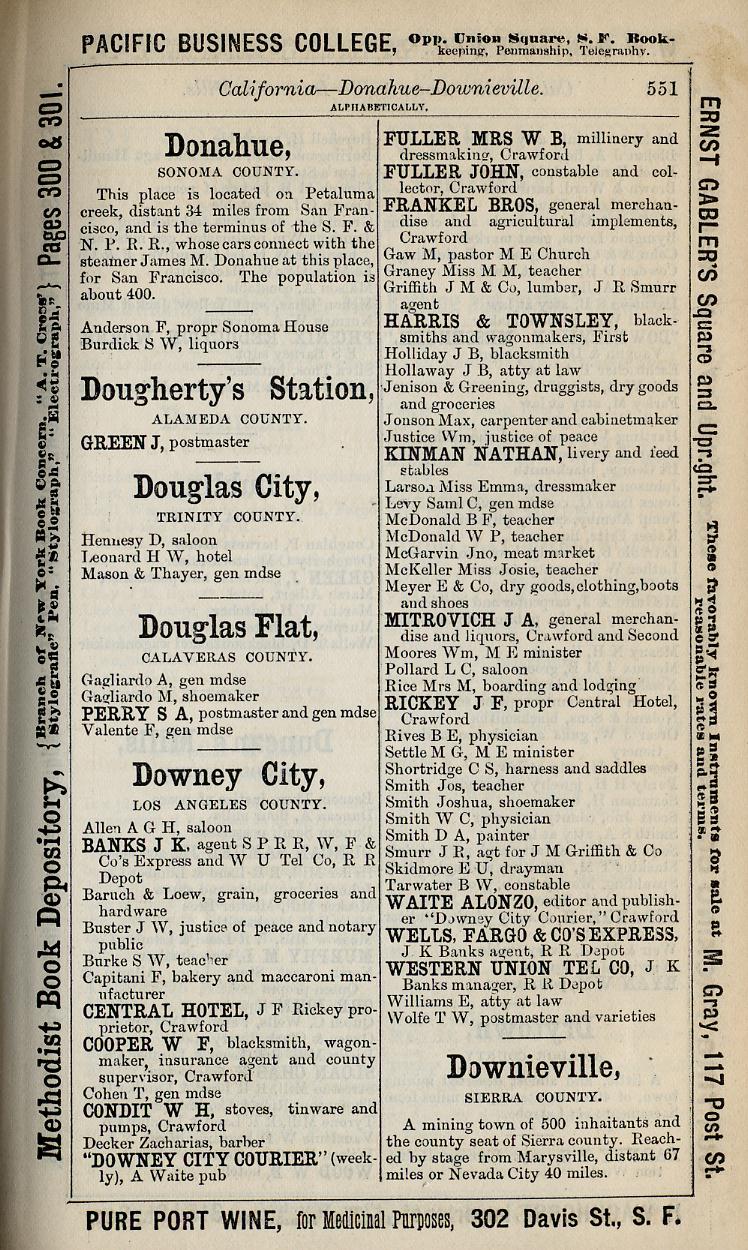 PACIFIC BUSINESS COLLEGE, Opp. Union Square, S. F. Book-
keeping, Penmanship, Telegraphy.
California—Donahue—Downieville. 551
ALPHABETICALLY.
Donahue,
SONOMA COUNTY.
This place is located on Petaluma
creek, distant 34 miles from San Fran-
cisco, and is the terminus of the S. F. &
N. P. R. R., whose cars connect with the
steamer James M. Donahue at this place,
for San Francisco. The population is
about 400.
Anderson F, propr Sonoma House
Burdick S W, liquors
Dougherty's Station,
ALAMEDA COUNTY.
GREEN J, postmaster
Douglas City,
TRINITY COUNTY.
Hennesy D, saloon
Leonard H W, hotel
Mason & Thayer, gen mdse
Douglas Flat,
CALAVERAS COUNTY.
Gagliardo A, gen mdse
Gagliardo M, shoemaker
PERRY S A, postmaster and gen mdse
Valente F, gen mdse
Downey City,
LOS ANGELES COUNTY.
Allen A G H, saloon
BANKS J K, agent S P R R, W, F &
Co's Express and W U Tel Co, R R
Depot
Baruch & Loew, grain, groceries and
hardware
Buster J W, justice of peace and notary
public
Burke S W, teacher
Capitani F, bakery and maccaroni man-
ufacturer
CENTRAL HOTEL, J F Rickey pro-
prietor, Crawford
COOPER W F, blacksmith, wagon-
maker, insurance agent and county
supervisor, Crawford
Cohen T, gen mdse
CONDIT W H, stoves, tinware and
pumps, Crawford
Decker Zacharias, barber
"DOWNEY CITY COURIER" (week-
ly), A Waite pub
FULLER MRS W B, millinery and
dressmaking, Crawford
FULLER JOHN, constable and col-
lector, Crawford
FRANKEL BROS, general merchan-
dise and agricultural implements,
Crawford
Gaw M, pastor M E Church
Graney Miss M M, teacher
Griffith J M & Co, lumber, J R Smurr
agent
HARRIS & TOWNSLEY, black-
smiths and wagonmakers, First
Holliday J B, blacksmith
Hollaway J B, atty at law
Jenison & Greening, druggists, dry goods
and groceries
Jonson Max, carpenter and cabinetmaker
Justice Wm, justice of peace
KINMAN NATHAN, livery and feed
stables
Larson Miss Emma, dressmaker
Levy Saml C, gen mdse
McDonald B F, teacher
McDonald W P, teacher
McGarvin Jno, meat market
McKeller Miss Josie, teacher
Meyer E & Co, dry goods, clothing, boots
and shoes
MITROVICH J A, general merchan-
dise and liquors, Crawford and Second
Moores Wm, M E minister
Pollard L C, saloon
Rice Mrs M, boarding and lodging
RICKEY J F, propr Central Hotel,
Crawford
Rives B E, physician
Settle M G, M E minister
Shortridge C S, harness and saddles
Smith Jos, teacher
Smith Joshua, shoemaker
Smith W C, physician
Smith D A, painter
Smurr J R, agt for J M Griffith & Co
Skidmore E U, drayman
Tarwater B W, constable
WAITE ALONZO, editor and publish-
er "Downey City Courier," Crawford
WELLS, FARGO & CO'S EXPRESS,
J K Banks agent, R R Depot
WESTERN UNION TEL CO, J K
Banks manager, R R Depot
Williams E, atty at law
Wolfe T W, postmaster and varieties
Downieville,
SIERRA COUNTY.
A mining town of 500 inhaitants and
the county seat of Sierra county. Reach-
ed by stage from Marysville, distant 67
miles or Nevada City 40 miles.
Methodist Book Depository, {Branch of New York Book Concern. "A. T. Cross" } Pages 300 & 301.
Stylografic" Pen, "Stylograph," "Electrograph,"
ERNST GABLER'S Square and Upright. These favorably known Instruments for sale at M. Gray, 117 Post St.
reasonable rates and terms.
PURE PORT WINE, for Medicinal Purposes, 302 Davis St., S. F.